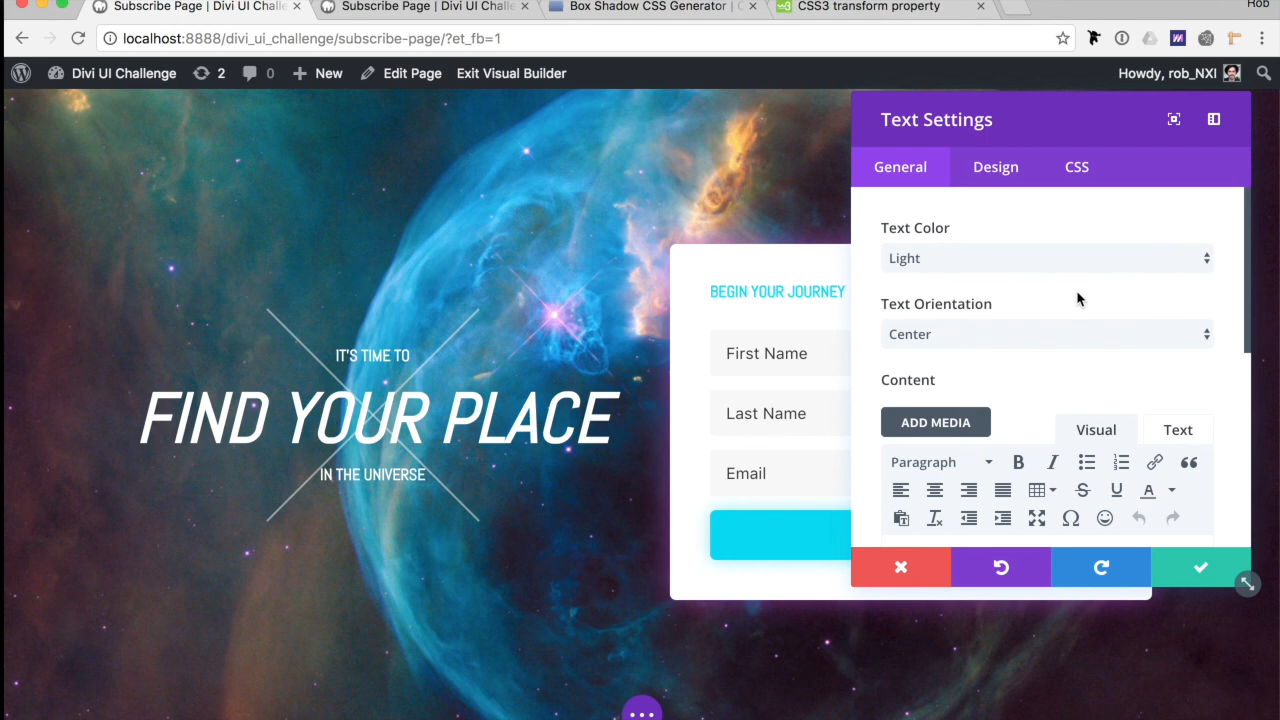 Subscribe Page | Divi UI Challe
Subscribe Page | Divi UI Challe
Box Shadow CSS Generator | C
CSS3 transform property
Rob
localhost:8888/divi_ui_challenge/subscribe-page/?et_fb=1
Divi UI Challenge
2
0
New
Edit Page
Exit Visual Builder
Howdy, rob_NXI
Text Settings
General
Design
CSS
Text Color
Light
Text Orientation
Center
Content
ADD MEDIA
Visual
Text
Paragraph
BEGIN YOUR JOURNEY
First Name
Last Name
Email
IT'S TIME TO
FIND YOUR PLACE
IN THE UNIVERSE